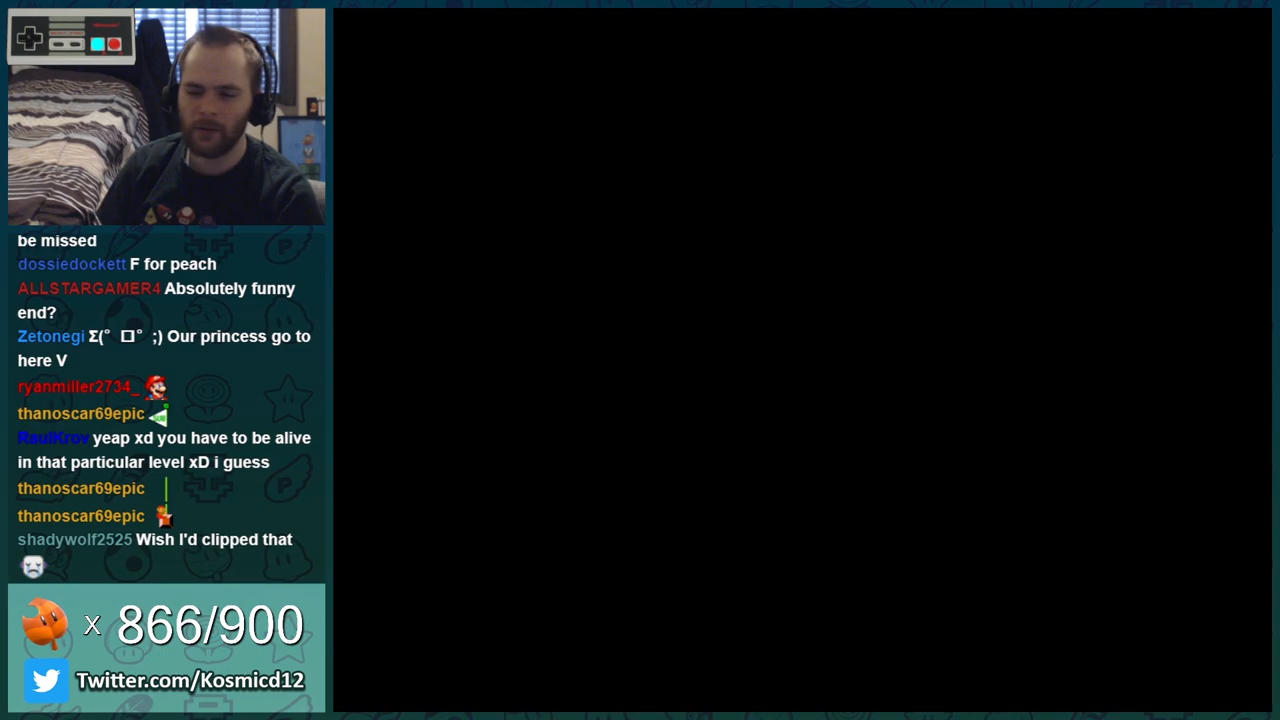 be missed
dossiedockett F for peach
ALLSTARGAMER4 Absolutely funny
end?
Zetonegi Σ(°ロ° ;) Our princess go to
here V
ryanmiller2734_
thanoscar69epic
RaulKrov yeap xd you have to be alive
in that particular level xD i guess
thanoscar69epic
thanoscar69epic
shadywolf2525 Wish I'd clipped that
x 866/900
Twitter.com/Kosmicd12